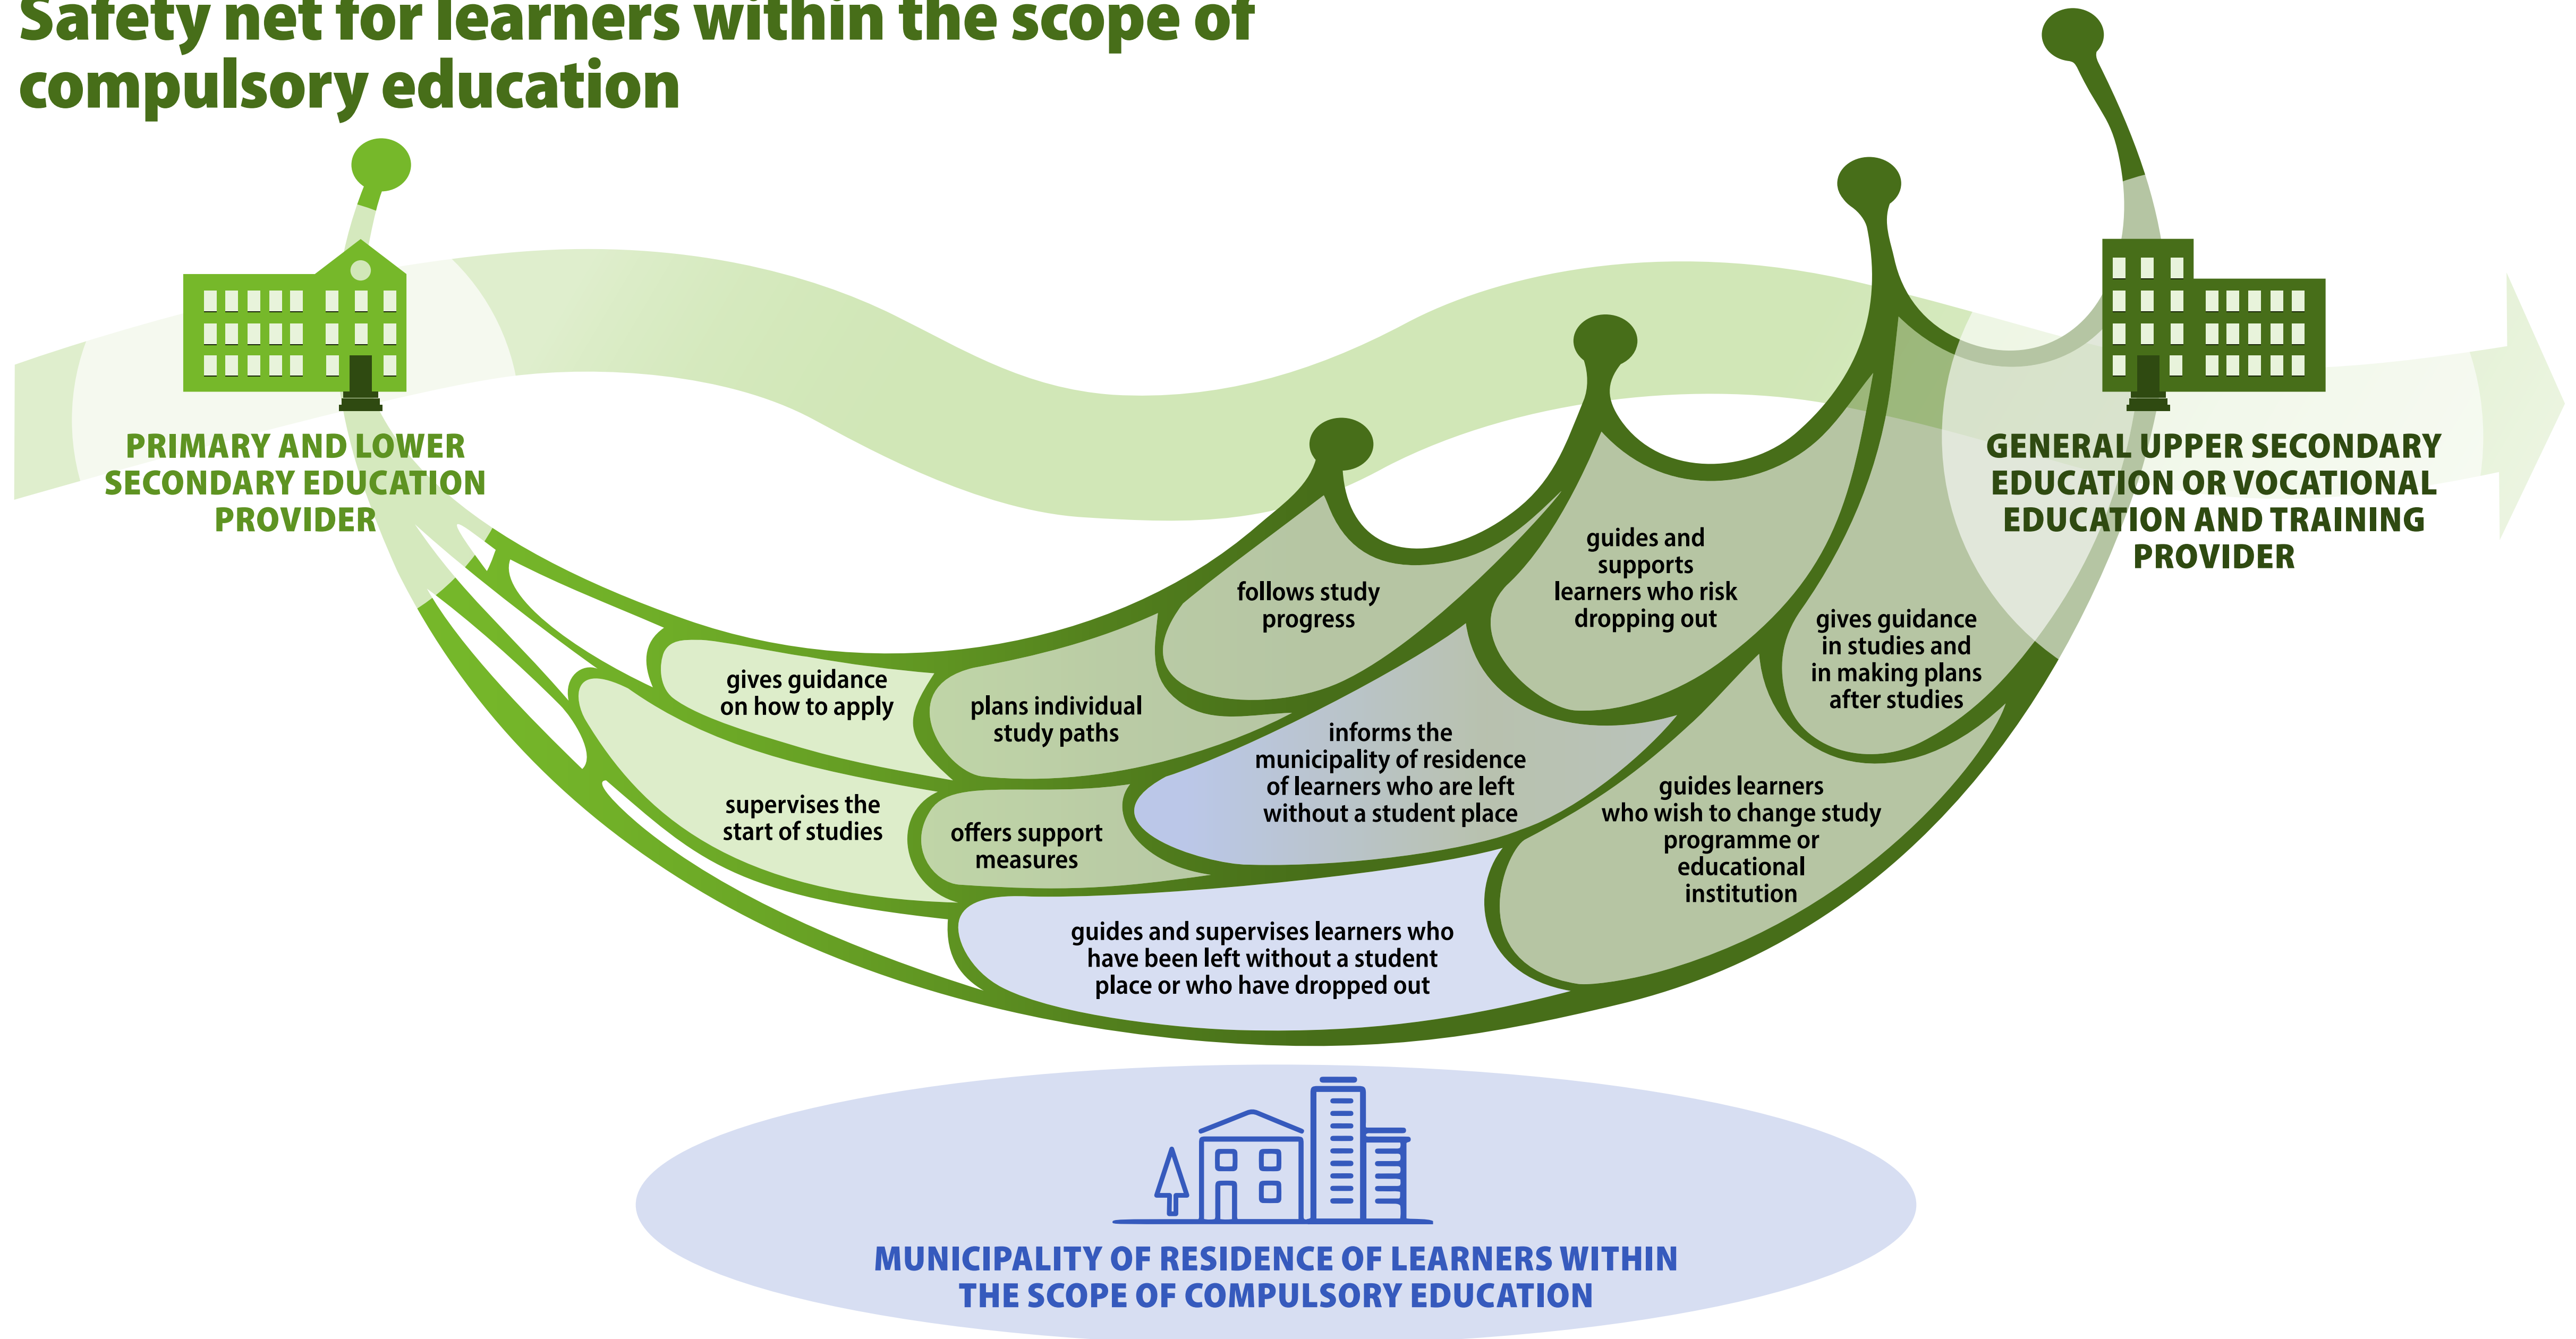 Safety net for learners within the scope of
compulsory education
PRIMARY AND LOWER
SECONDARY EDUCATION
PROVIDER
GENERAL UPPER SECONDARY
EDUCATION OR VOCATIONAL
EDUCATION AND TRAINING
PROVIDER
gives guidance
on how to apply
supervises the
start of studies
plans individual
study paths
offers support
measures
follows study
progress
informs the
municipality of residence
of learners who are left
without a student place
guides and
supports
learners who risk
dropping out
gives guidance
in studies and
in making plans
after studies
guides learners
who wish to change study
programme or
educational
institution
guides and supervises learners who
have been left without a student
place or who have dropped out
MUNICIPALITY OF RESIDENCE OF LEARNERS WITHIN
THE SCOPE OF COMPULSORY EDUCATION